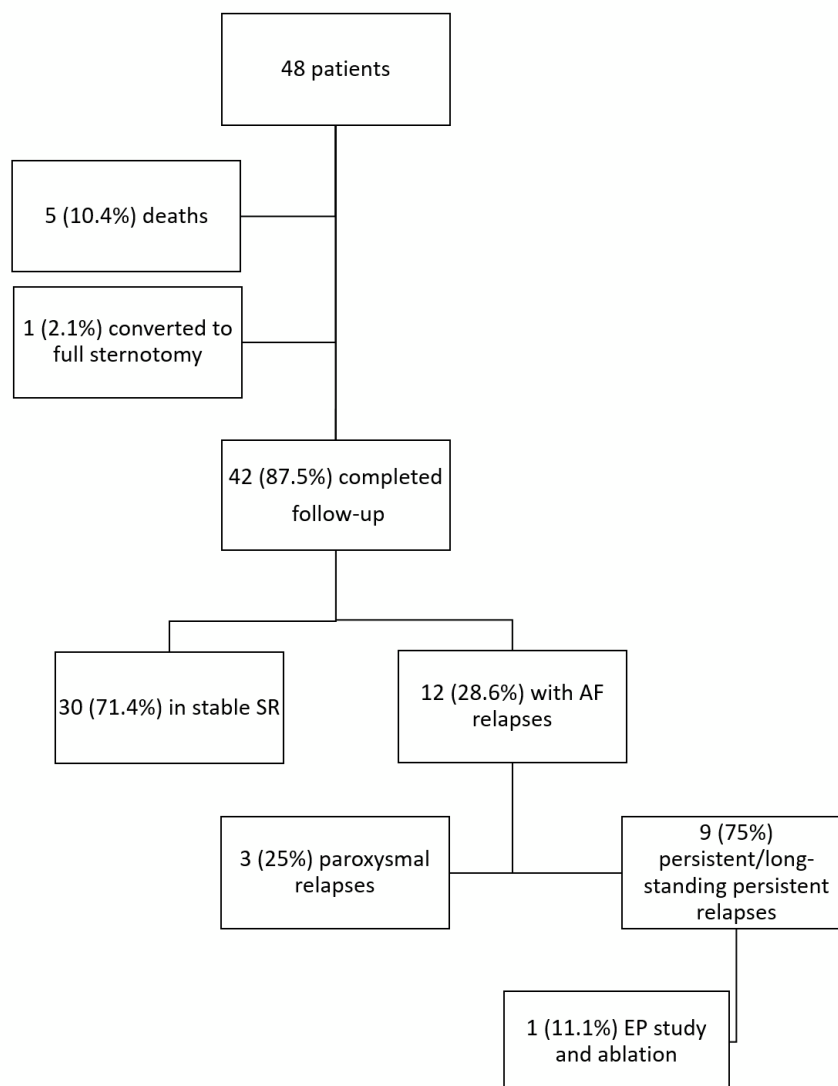 48 patients
5 (10.4%) deaths
1 (2.1%) converted to
full sternotomy
42 (87.5%) completed
follow-up
30 (71.4%) in stable SR
12 (28.6%) with AF
relapses
3 (25%) paroxysmal
relapses
9 (75%)
persistent/long-
standing persistent
relapses
1 (11.1%) EP study
and ablation